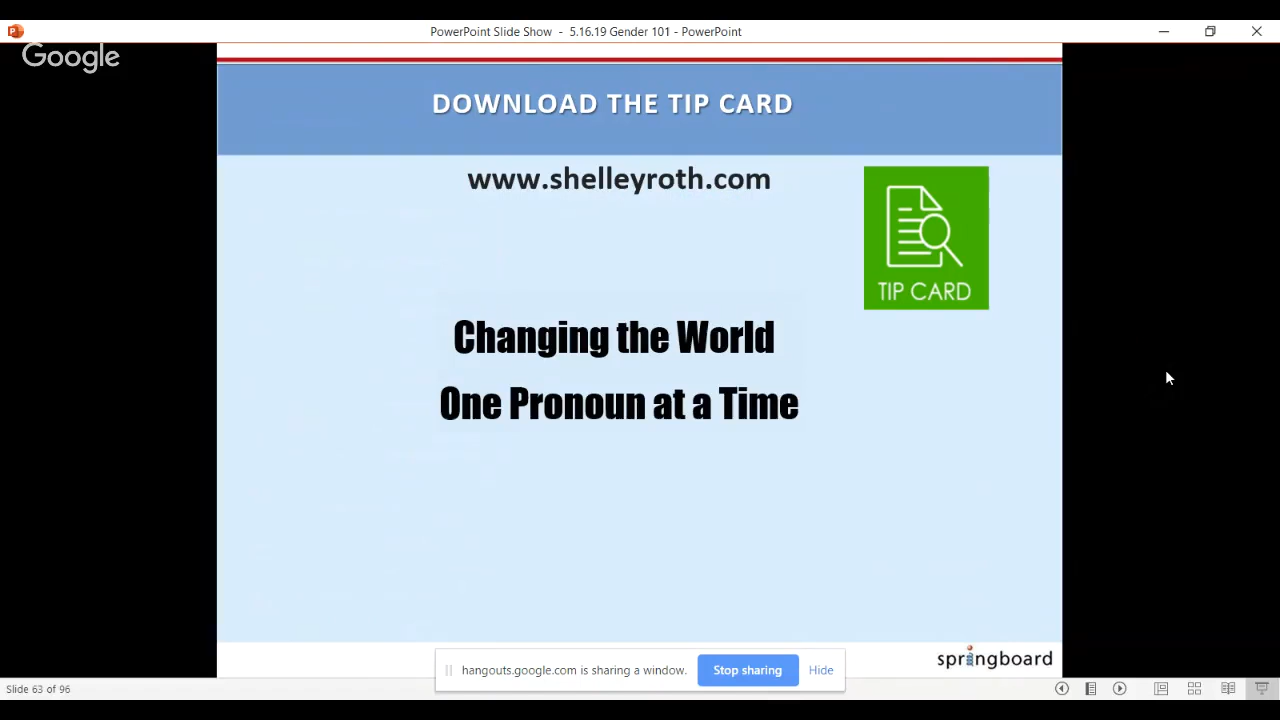 PowerPoint Slide Show - 5.16.19 Gender 101 - PowerPoint
Google
DOWNLOAD THE TIP CARD
www.shelleyroth.com
TIP CARD
Changing the World
One Pronoun at a Time
springboard
hangouts.google.com is sharing a window. Stop sharing Hide
Slide 63 of 96